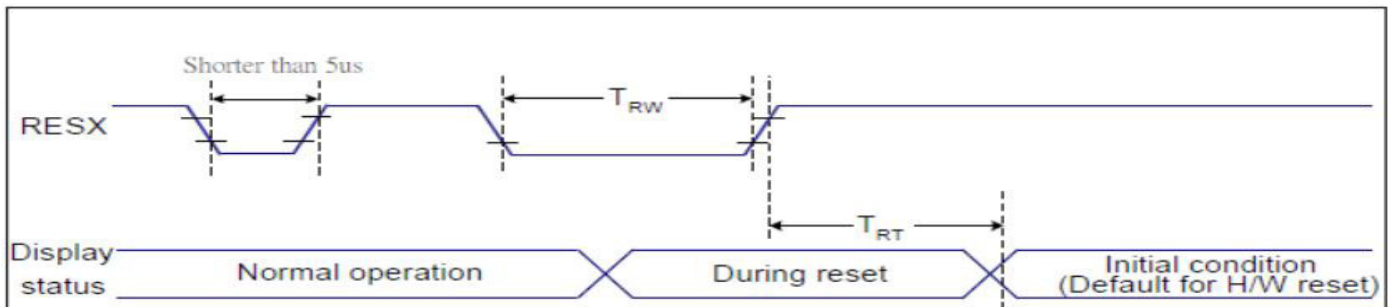 Shorter than 5us
RESX
TRW
TRT
Display
status
Normal operation
During reset
Initial condition
(Default for H/W reset)